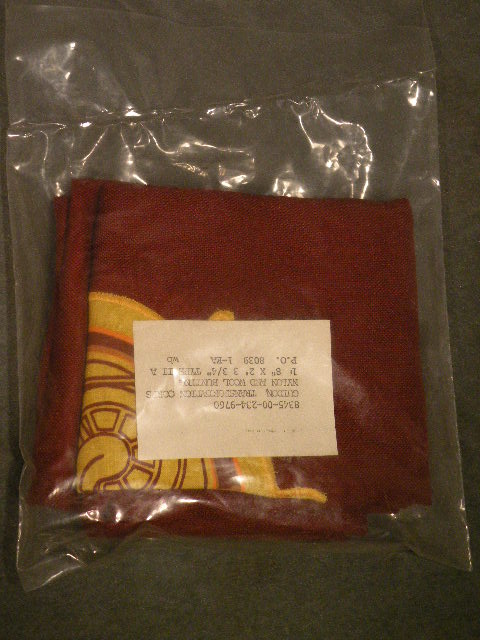 8345-00-234-9760
GUIDON, TRANSPORTATION CORPS
NYLON AND WOOL BUNTING,
1' 8" X 2' 3 3/4" TYPE II A
P.O. 8039 1-EA Wb